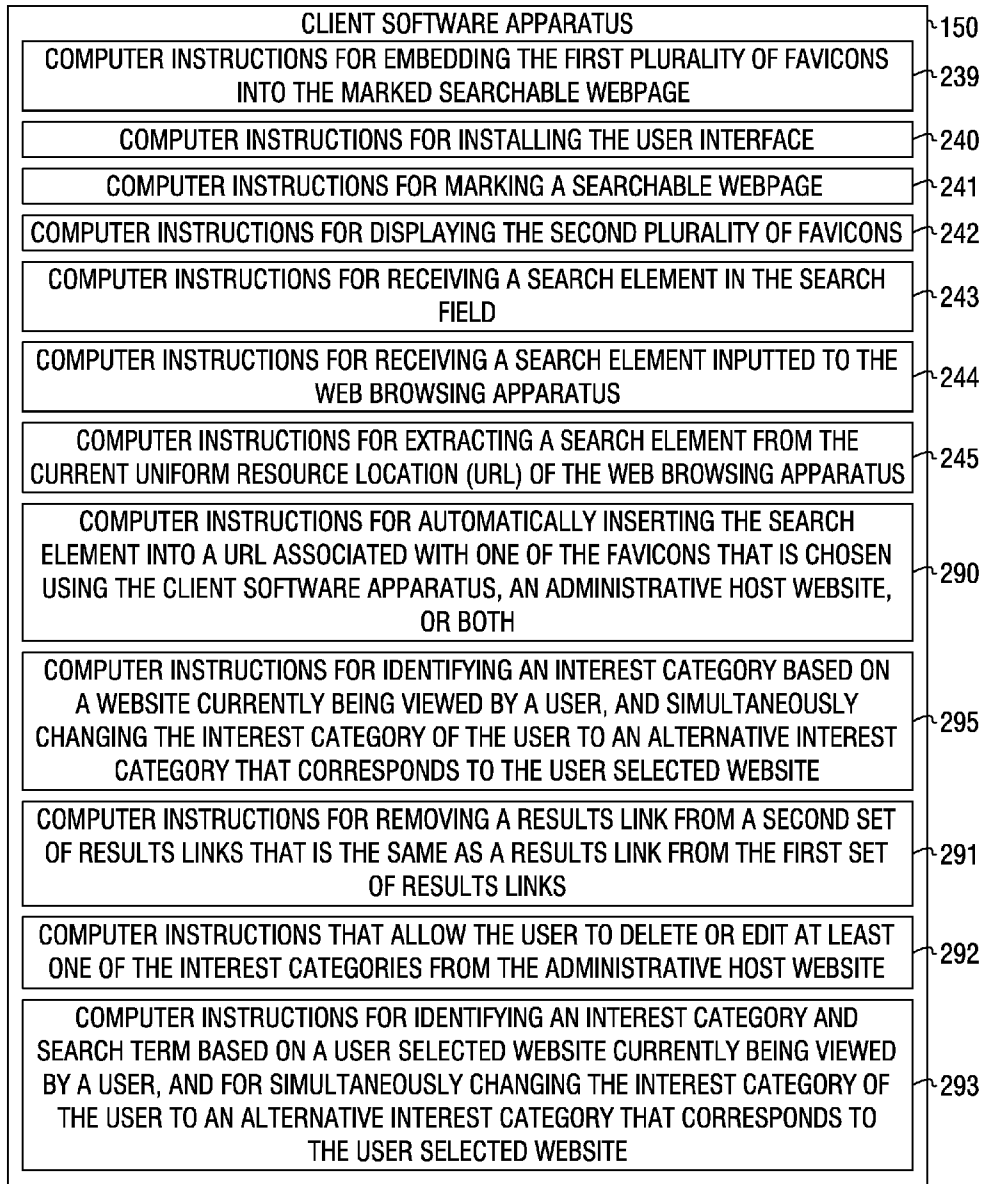 CLIENT SOFTWARE APPARATUS 150
COMPUTER INSTRUCTIONS FOR EMBEDDING THE FIRST PLURALITY OF FAVICONS
INTO THE MARKED SEARCHABLE WEBPAGE
239
COMPUTER INSTRUCTIONS FOR INSTALLING THE USER INTERFACE 240
COMPUTER INSTRUCTIONS FOR MARKING A SEARCHABLE WEBPAGE 241
COMPUTER INSTRUCTIONS FOR DISPLAYING THE SECOND PLURALITY OF FAVICONS 242
COMPUTER INSTRUCTIONS FOR RECEIVING A SEARCH ELEMENT IN THE SEARCH
FIELD
243
COMPUTER INSTRUCTIONS FOR RECEIVING A SEARCH ELEMENT INPUTTED TO THE
WEB BROWSING APPARATUS
244
COMPUTER INSTRUCTIONS FOR EXTRACTING A SEARCH ELEMENT FROM THE
CURRENT UNIFORM RESOURCE LOCATION (URL) OF THE WEB BROWSING APPARATUS
245
COMPUTER INSTRUCTIONS FOR AUTOMATICALLY INSERTING THE SEARCH
ELEMENT INTO A URL ASSOCIATED WITH ONE OF THE FAVICONS THAT IS CHOSEN
USING THE CLIENT SOFTWARE APPARATUS, AN ADMINISTRATIVE HOST WEBSITE,
OR BOTH
290
COMPUTER INSTRUCTIONS FOR IDENTIFYING AN INTEREST CATEGORY BASED ON
A WEBSITE CURRENTLY BEING VIEWED BY A USER, AND SIMULTANEOUSLY
CHANGING THE INTEREST CATEGORY OF THE USER TO AN ALTERNATIVE INTEREST
CATEGORY THAT CORRESPONDS TO THE USER SELECTED WEBSITE
295
COMPUTER INSTRUCTIONS FOR REMOVING A RESULTS LINK FROM A SECOND SET
OF RESULTS LINKS THAT IS THE SAME AS A RESULTS LINK FROM THE FIRST SET
OF RESULTS LINKS
291
COMPUTER INSTRUCTIONS THAT ALLOW THE USER TO DELETE OR EDIT AT LEAST
ONE OF THE INTEREST CATEGORIES FROM THE ADMINISTRATIVE HOST WEBSITE
292
COMPUTER INSTRUCTIONS FOR IDENTIFYING AN INTEREST CATEGORY AND
SEARCH TERM BASED ON A USER SELECTED WEBSITE CURRENTLY BEING VIEWED
BY A USER, AND FOR SIMULTANEOUSLY CHANGING THE INTEREST CATEGORY OF
THE USER TO AN ALTERNATIVE INTEREST CATEGORY THAT CORRESPONDS TO
THE USER SELECTED WEBSITE
293